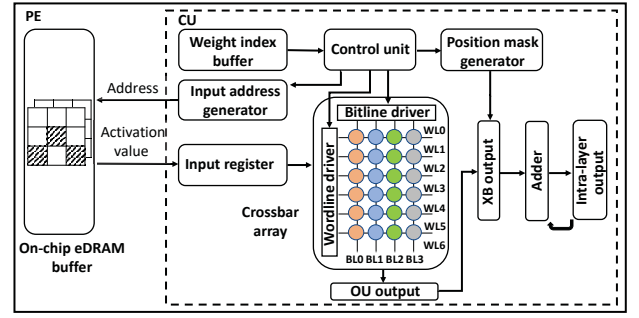 PE
CU
Weight index
buffer
Control unit
Position mask
generator
Address
Input address
generator
Activation
value
Input register
Bitline driver
Wordline driver
WL0
WL1
WL2
WL3
WL4
WL5
WL6
BL0 BL1 BL2 BL3
Crossbar
array
XB output
Adder
Intra-layer
output
On-chip eDRAM
buffer
OU output